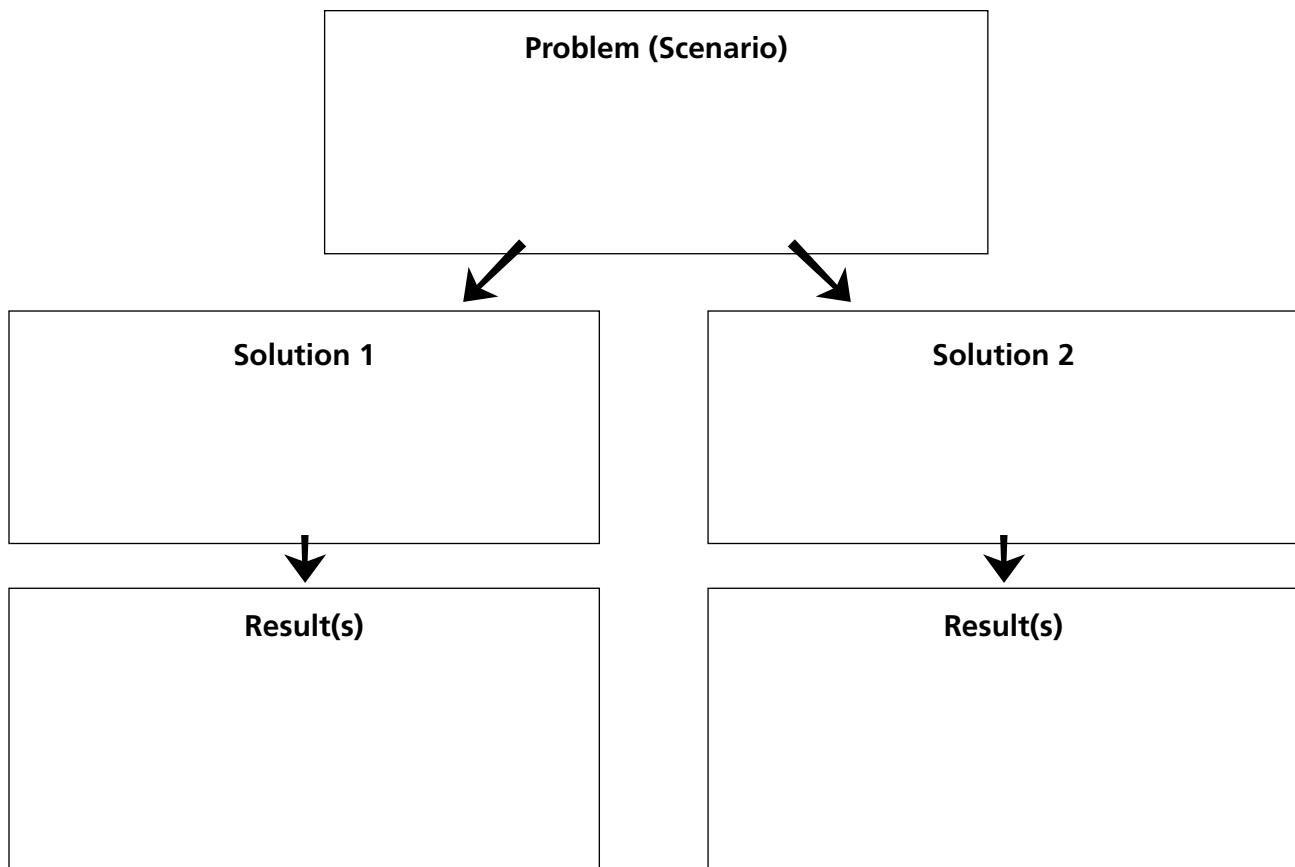 Problem (Scenario)
Solution 1
Solution 2
Result(s)
Result(s)